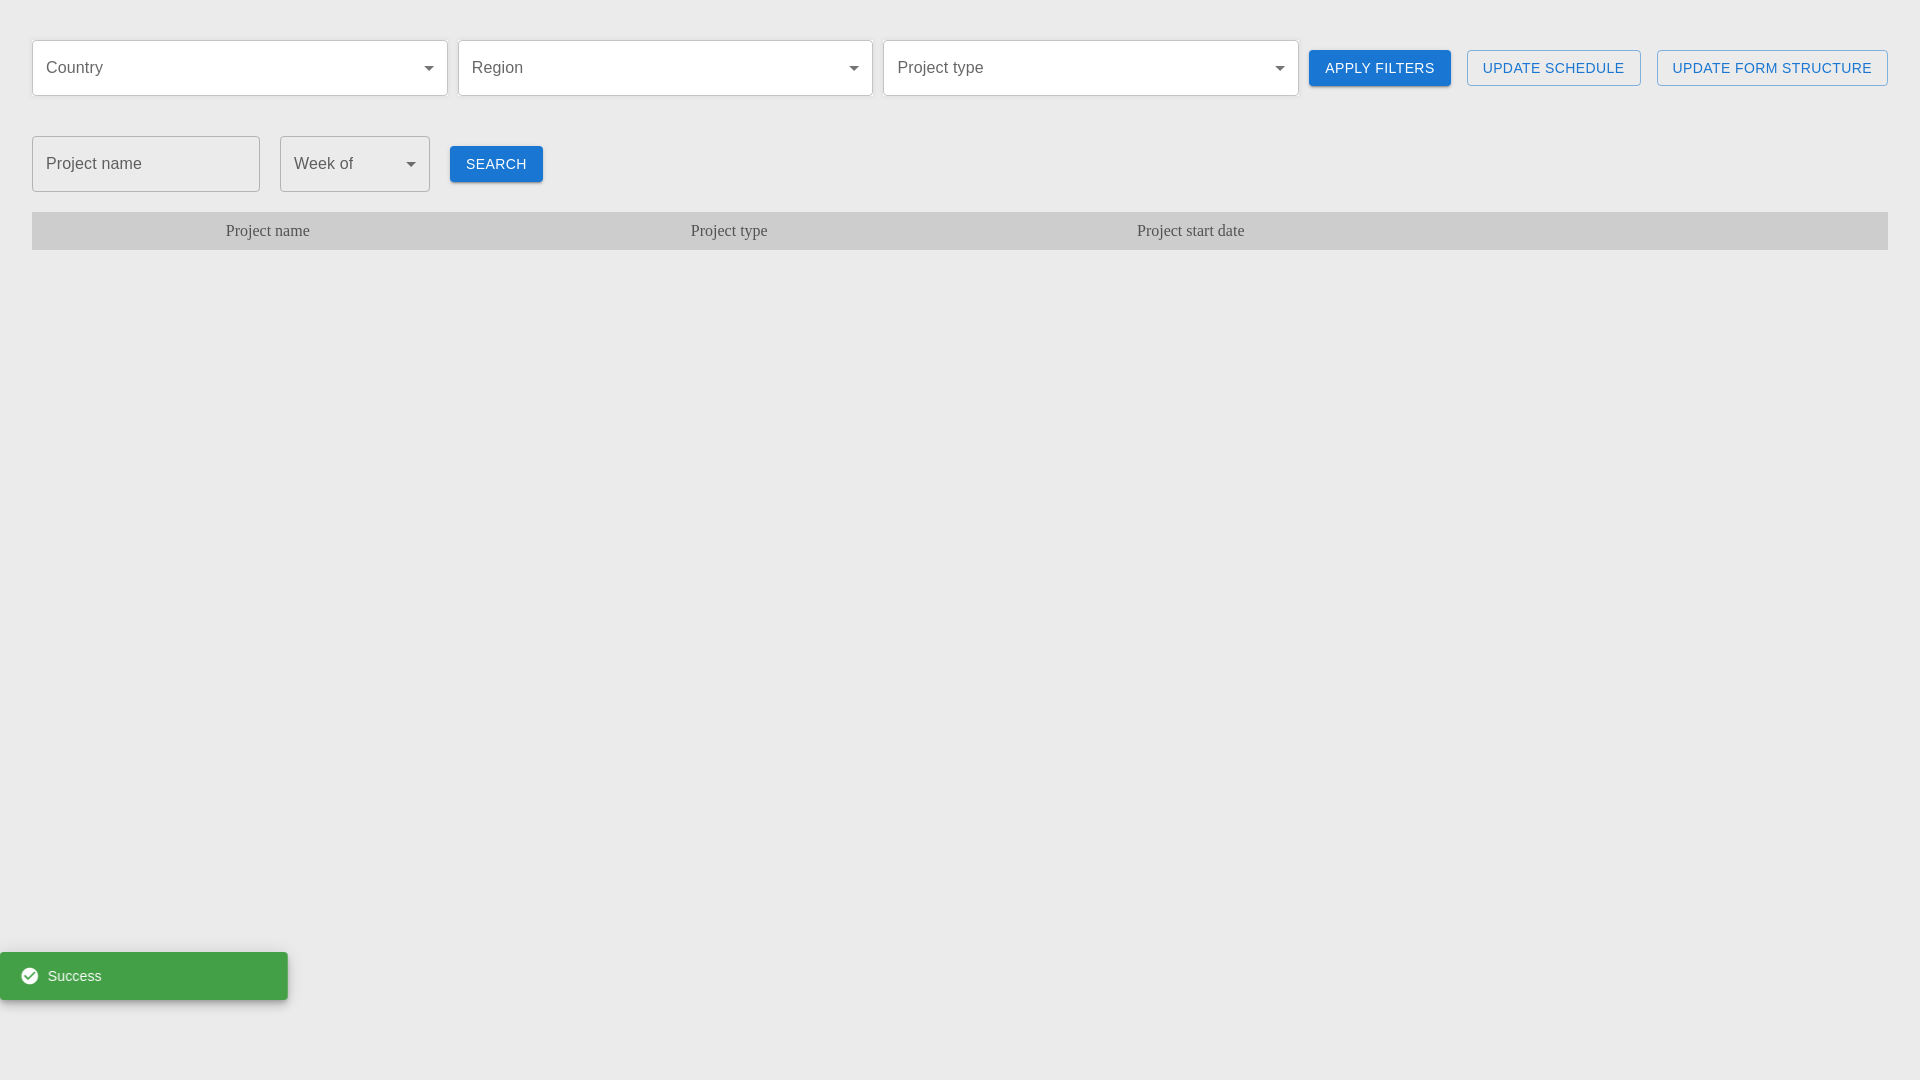 Country
Region
Project type
APPLY FILTERS
UPDATE SCHEDULE
UPDATE FORM STRUCTURE
Project name
Week of
SEARCH
Project name
Project type
Project start date
Success